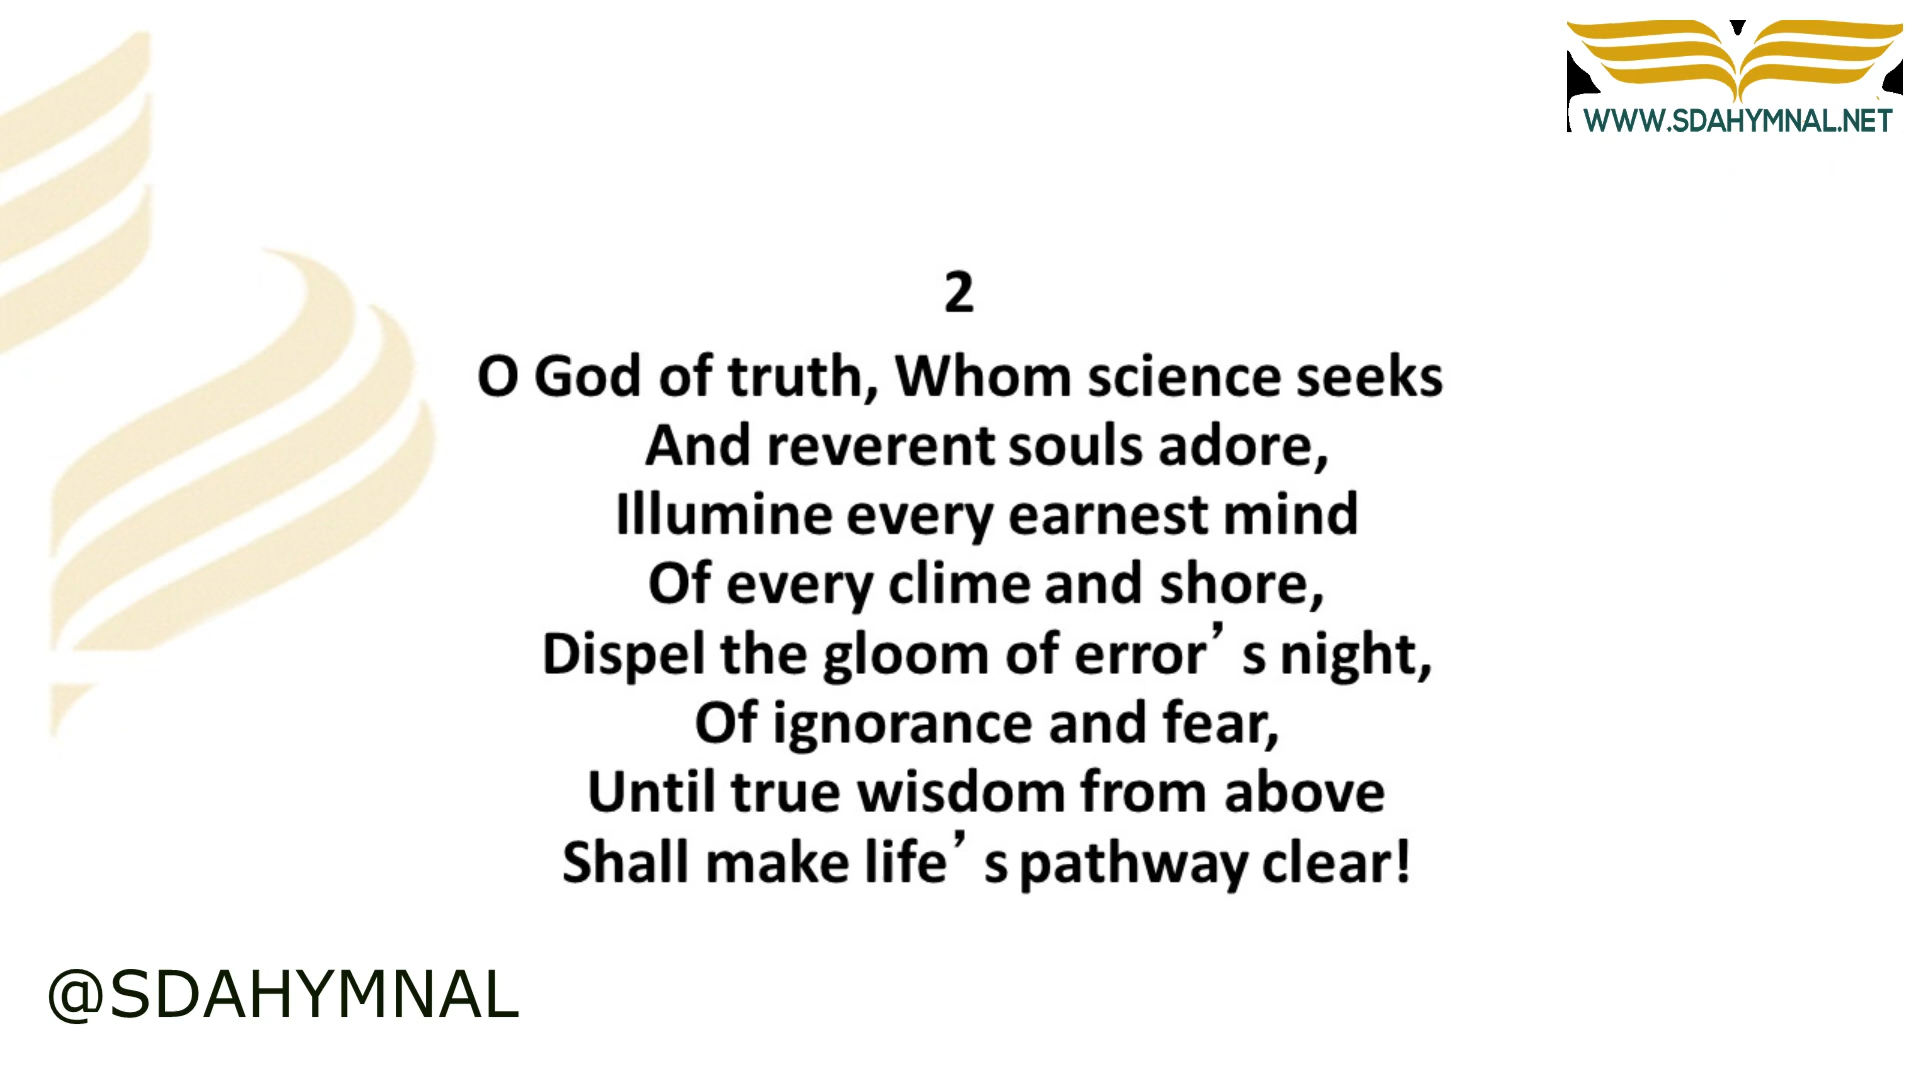 WWW.SDAHYMNAL.NET
2
O God of truth, Whom science seeks
And reverent souls adore,
Illumine every earnest mind
Of every clime and shore,
Dispel the gloom of error’s night,
Of ignorance and fear,
Until true wisdom from above
Shall make life’s pathway clear!
@SDAHYMNAL